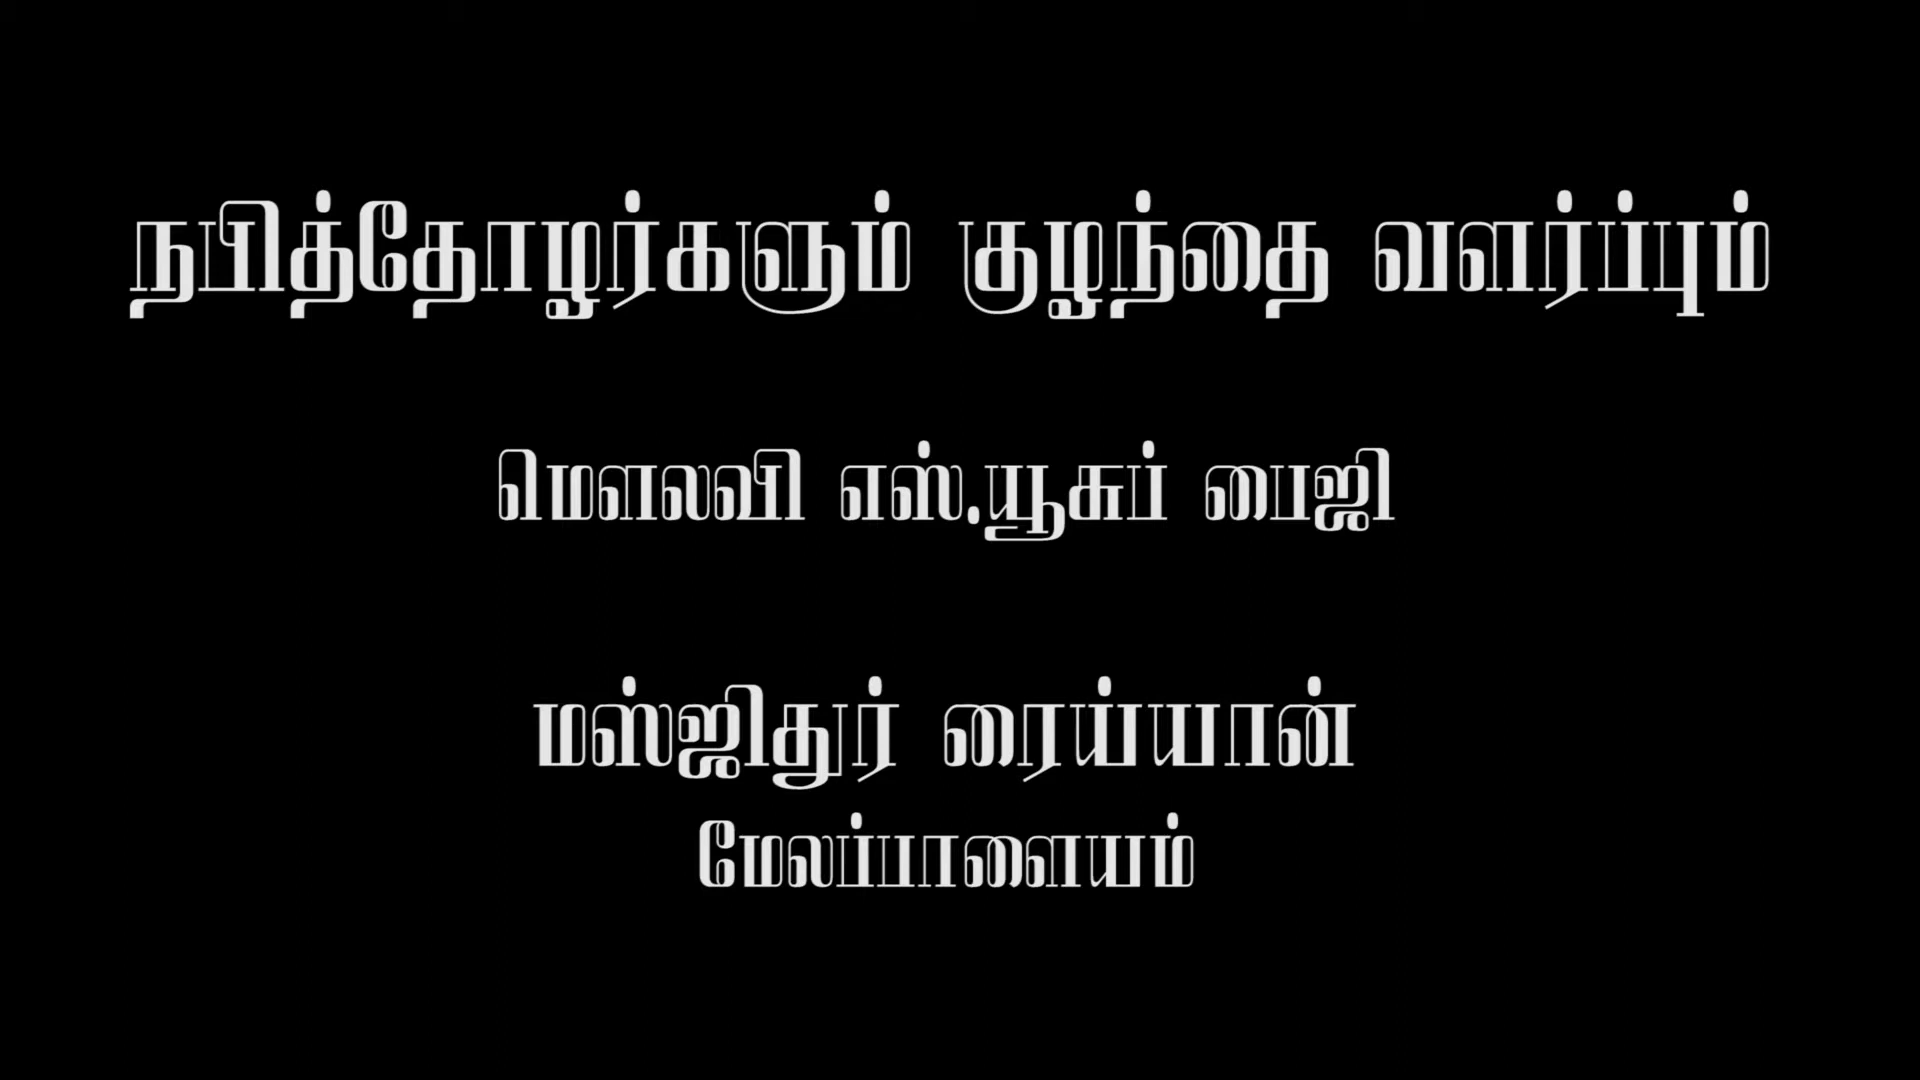 நபித்தோழர்களும் குழந்தை வளர்ப்பும்
மௌலவி எஸ்.யூசுப் பைஜி
மஸ்ஜிதுர் ரைய்யான்
மேலப்பாளையம்